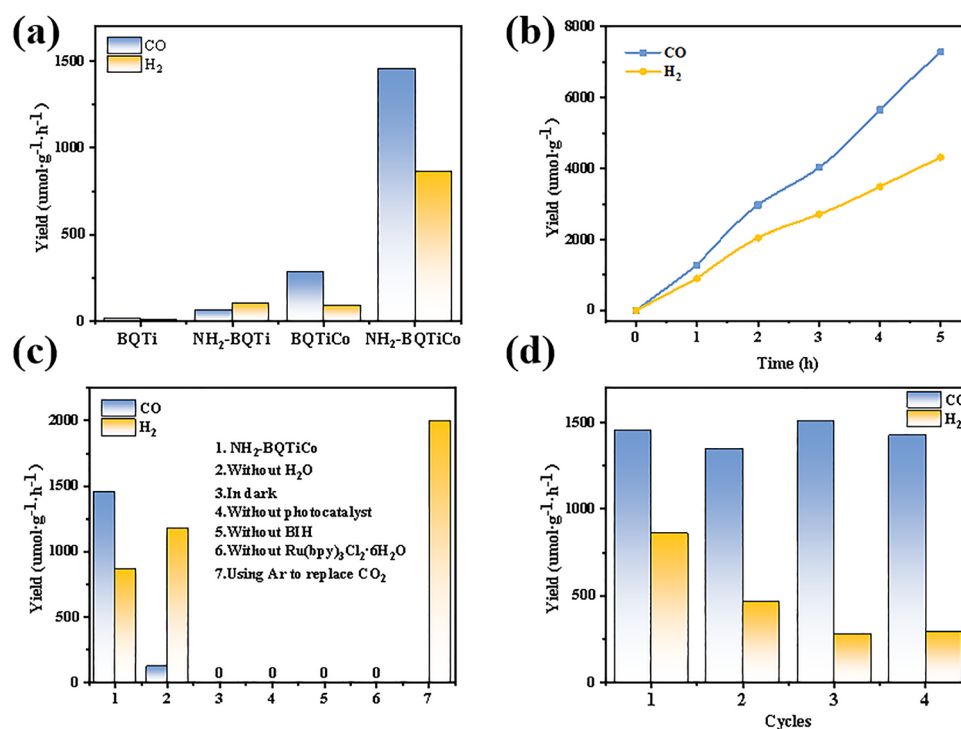 (a)
CO
H₂
Yield (umol·g⁻¹·h⁻¹)
1500
1000
500
0
BQTi NH₂-BQTi BQTiCo NH₂-BQTiCo
(b)
CO
H₂
Yield (umol·g⁻¹)
8000
6000
4000
2000
0
0 1 2 3 4 5
Time (h)
(c)
CO
H₂
Yield (umol·g⁻¹·h⁻¹)
2000
1500
1000
500
0
1. NH₂-BQTiCo
2.Without H₂O
3.In dark
4.Without photocatalyst
5.Without BIH
6.Without Ru(bpy)₃Cl₂·6H₂O
7.Using Ar to replace CO₂
0 0 0 0
1 2 3 4 5 6 7
(d)
CO
H₂
Yield (umol·g⁻¹·h⁻¹)
1500
1000
500
0
1 2 3 4
Cycles